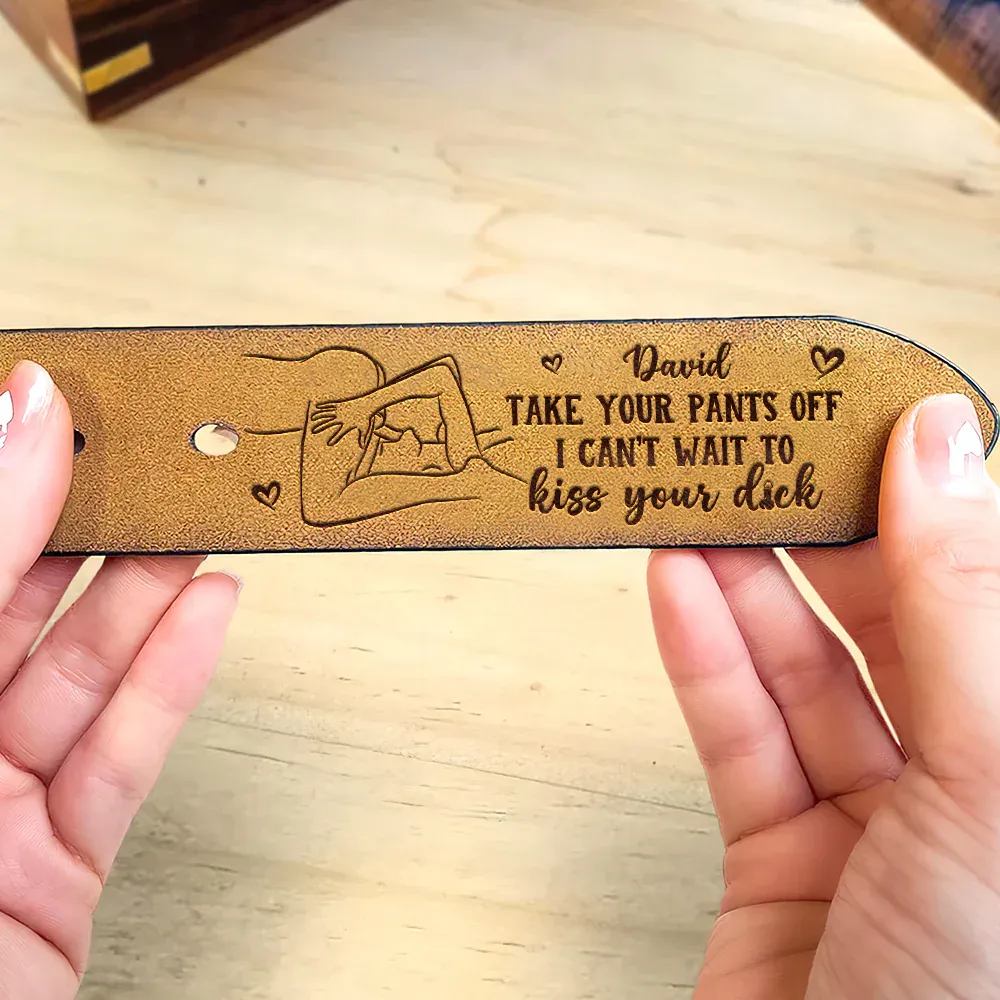 David
TAKE YOUR PANTS OFF
I CAN'T WAIT TO
kiss your dick